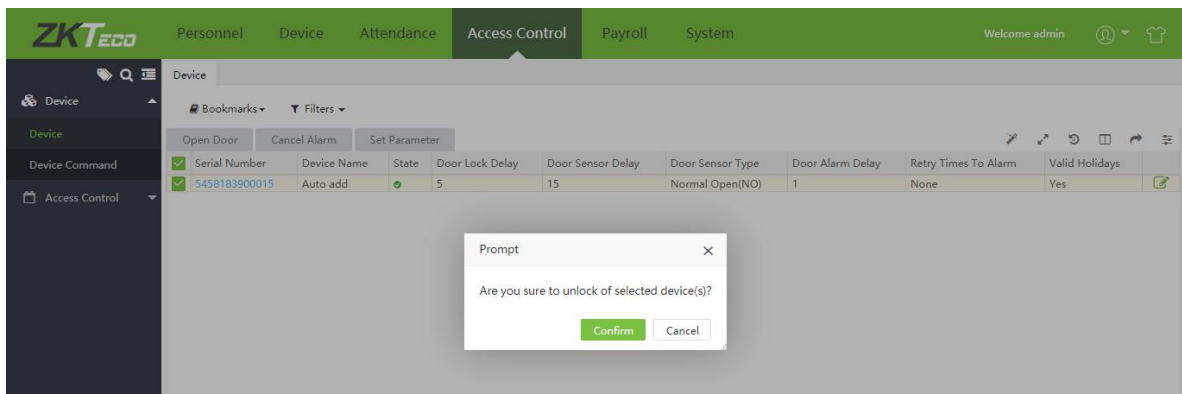 ZKTeco Personnel Device Attendance Access Control Payroll System Welcome admin
Device
Device
Bookmarks Filters
Device
Open Door Cancel Alarm Set Parameter
Device Command
Serial Number Device Name State Door Lock Delay Door Sensor Delay Door Sensor Type Door Alarm Delay Retry Times To Alarm Valid Holidays
5458183900015 Auto add 5 15 Normal Open(NO) 1 None Yes
Access Control
Prompt
Are you sure to unlock of selected device(s)?
Confirm Cancel